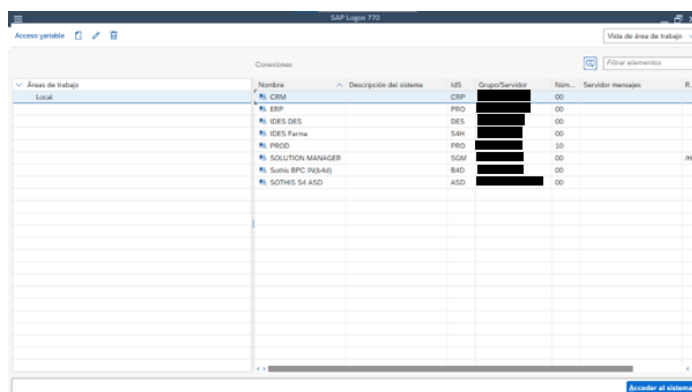 SAP Logon 770
Acceso variable
Vista de área de trabajo
Conexiones
Filtrar elementos
Áreas de trabajo
Local
Nombre Descripción del sistema IdS Grupo/Servidor Núm... Servidor mensajes R.
CRM CRP 00
ERP PRO 00
IDES DES DES 00
IDES Farma S4H 00
PROD PRO 10
SOLUTION MANAGER SGM 00 /H
Sothis BPC IN(b4d) B4D 00
SOTHIS S4 ASD ASD 00
Acceder al sistema